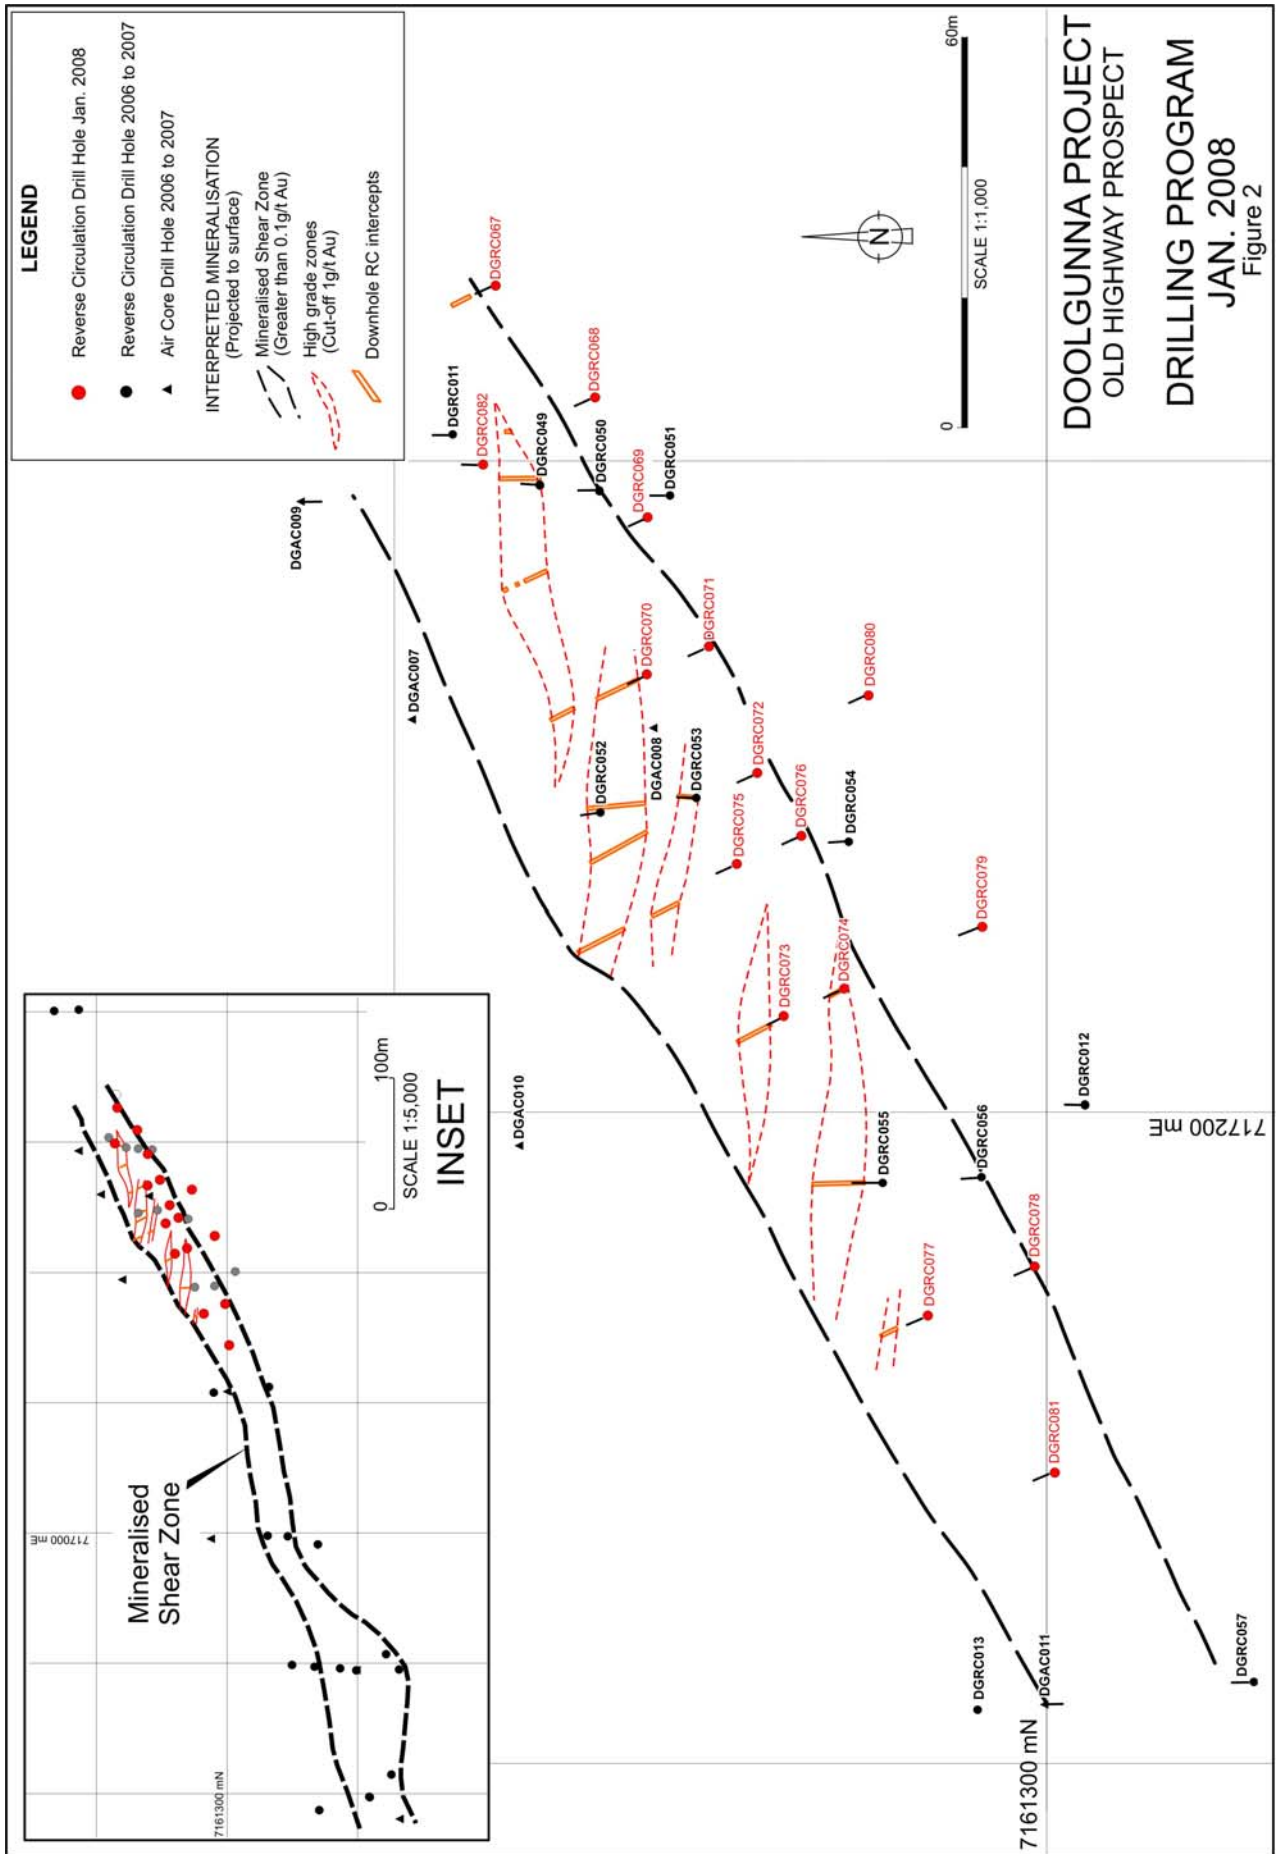 LEGEND
Reverse Circulation Drill Hole Jan. 2008
Reverse Circulation Drill Hole 2006 to 2007
Air Core Drill Hole 2006 to 2007
INTERPRETED MINERALISATION
(Projected to surface)
Mineralised Shear Zone
(Greater than 0.1g/t Au)
High grade zones
(Cut-off 1g/t Au)
Downhole RC intercepts
DGRC067
DGRC011
DGRC082
DGRC068
DGAC009
DGRC049
DGRC050
DGRC069
DGRC051
DGAC007
DGRC070
DGRC071
DGRC080
DGRC052
DGAC008
DGRC053
DGRC072
DGRC075
DGRC076
DGRC054
DGRC079
DGRC073
DGRC074
DGAC010
DGRC012
DGRC055
DGRC056
DGRC077
DGRC078
DGRC081
DGRC013
DGAC011
DGRC057
717200 mE
7161300 mN
N
0
60m
SCALE 1:1,000
DOOLGUNNA PROJECT
OLD HIGHWAY PROSPECT
DRILLING PROGRAM
JAN. 2008
Figure 2
717000 mE
7161300 mN
Mineralised
Shear Zone
0
100m
SCALE 1:5,000
INSET